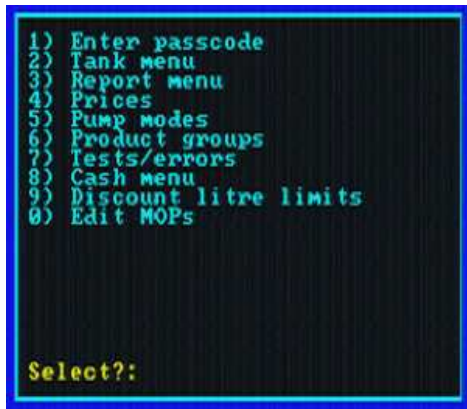 1) Enter passcode
2) Tank menu
3) Report menu
4) Prices
5) Pump modes
6) Product groups
7) Tests/errors
8) Cash menu
9) Discount litre limits
0) Edit MOPs
Select?: